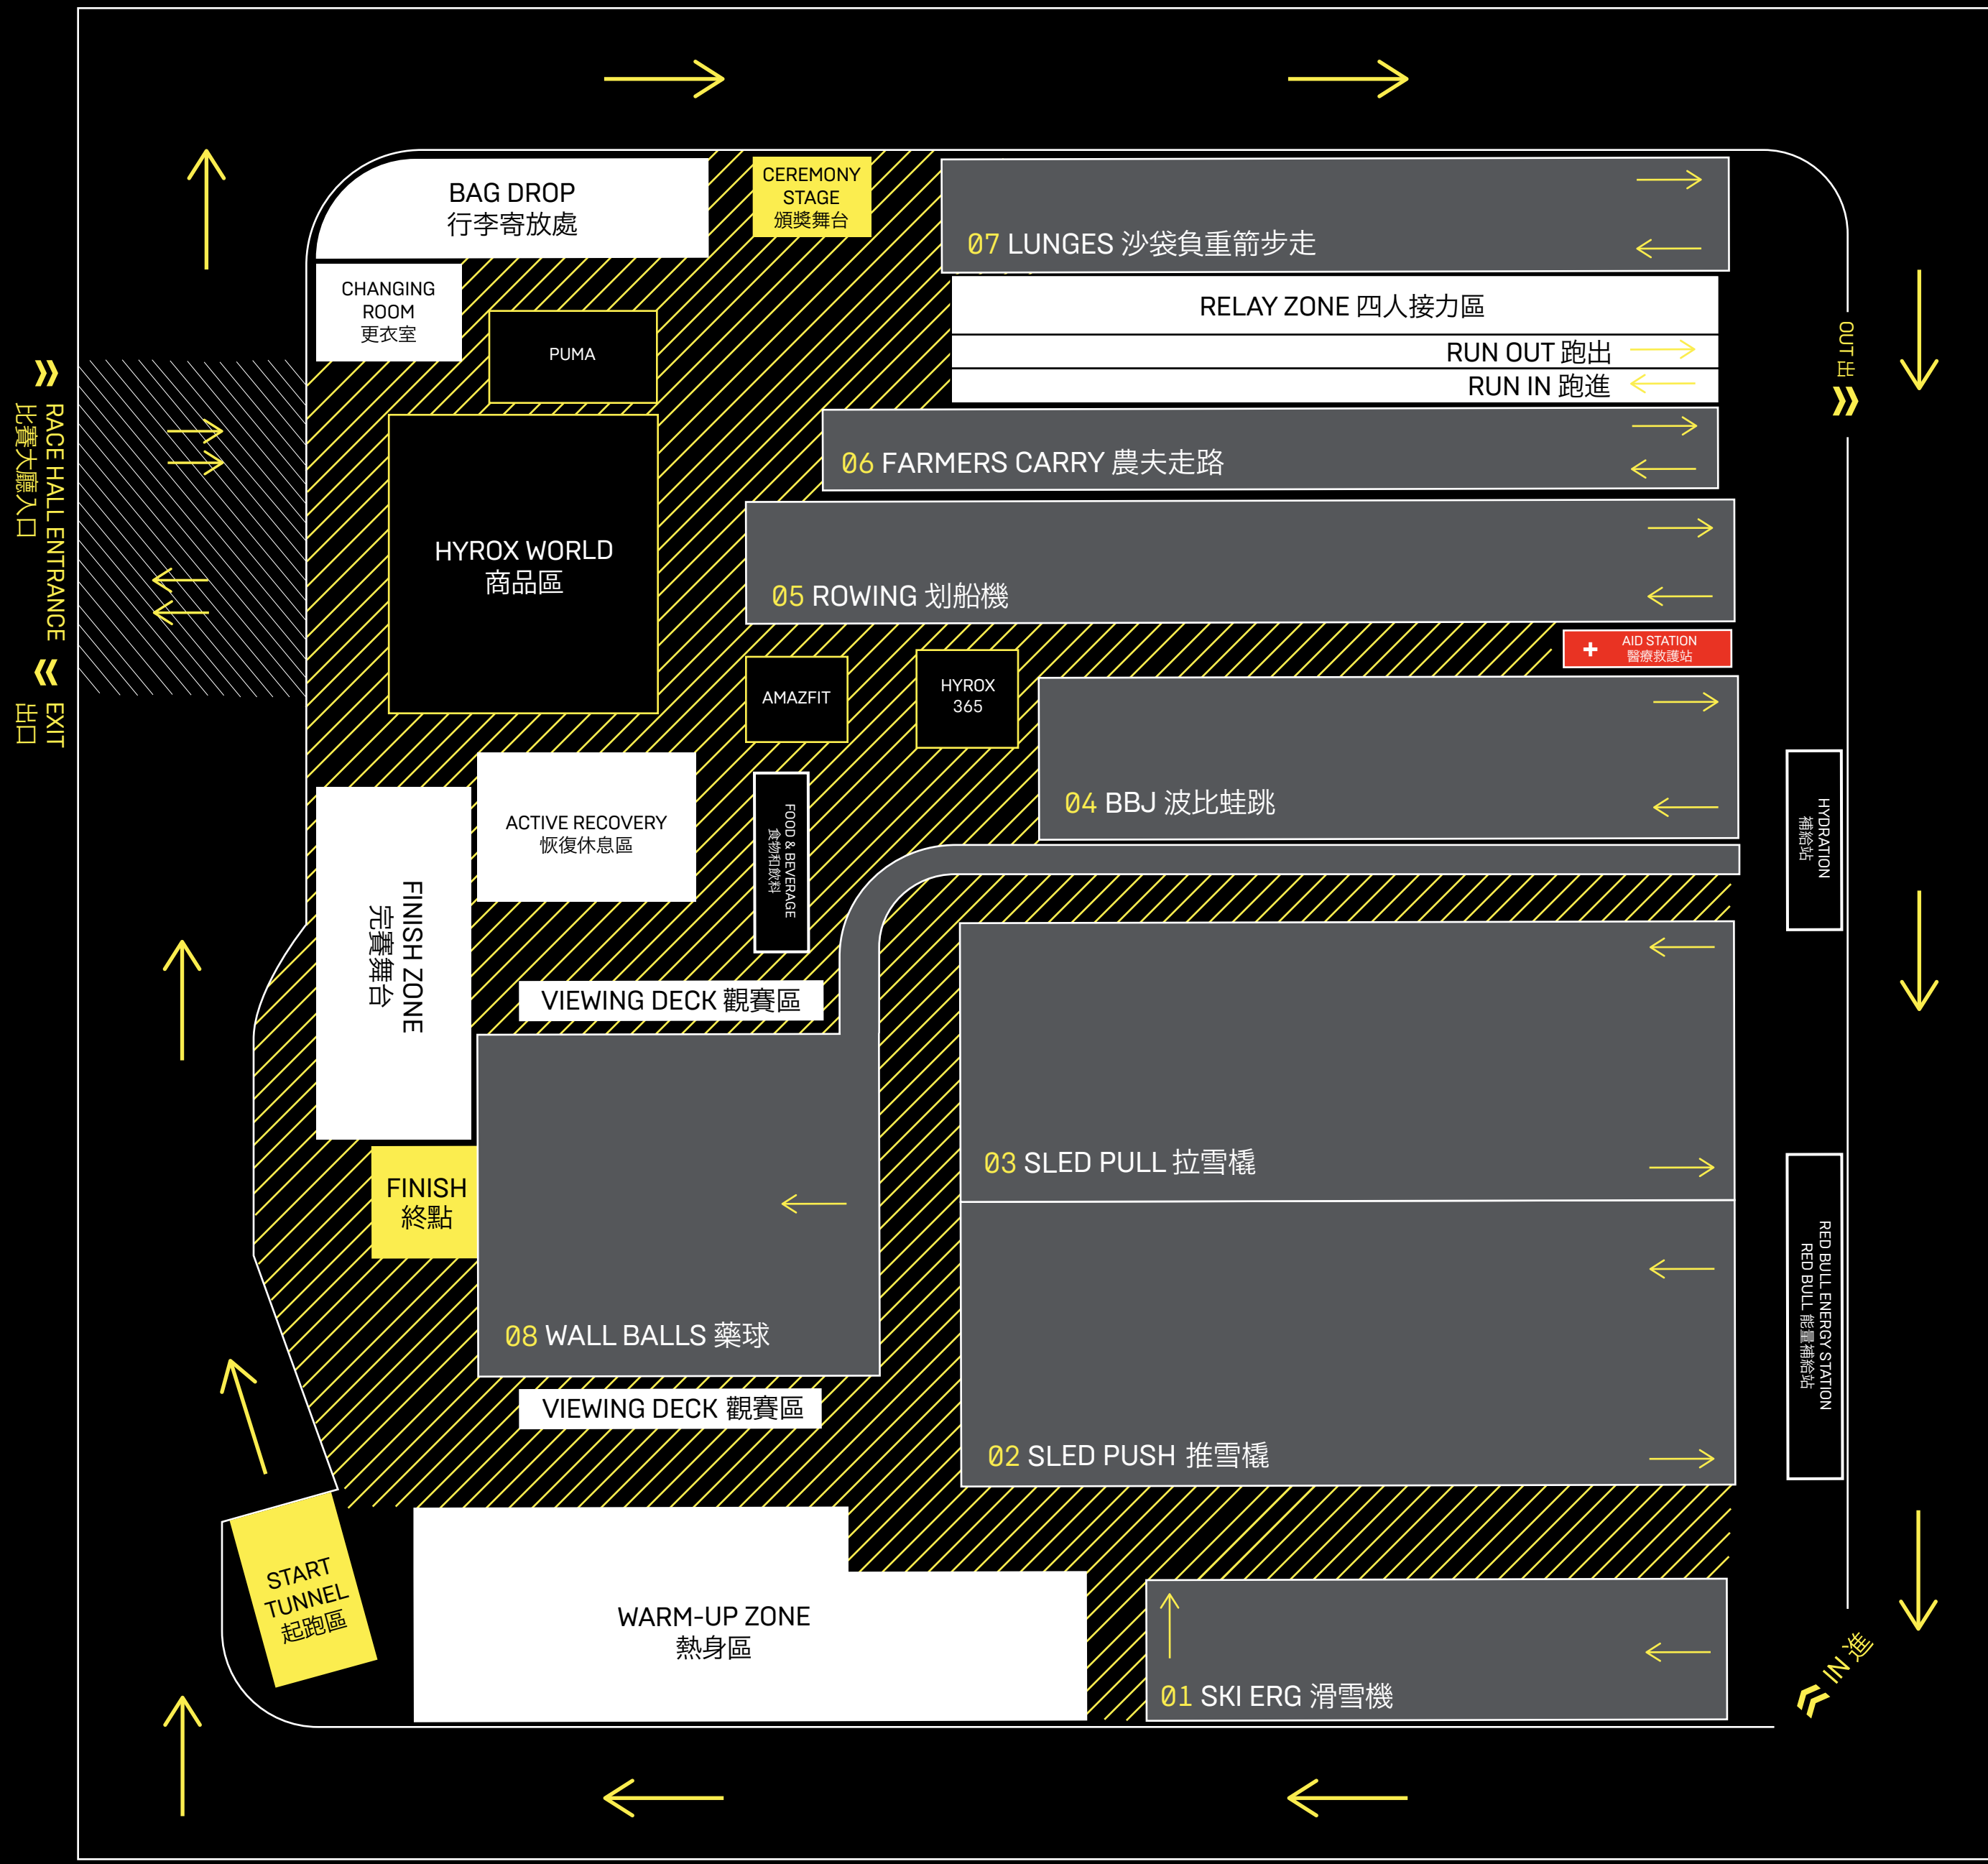 BAG DROP
行李寄放處
CEREMONY
STAGE
頒獎舞台
07 LUNGES 沙袋負重箭步走
CHANGING
ROOM
更衣室
RELAY ZONE 四人接力區
PUMA
RUN OUT 跑出
RUN IN 跑進
OUT 出
RACE HALL ENTRANCE
比賽大廳入口
EXIT
出口
06 FARMERS CARRY 農夫走路
HYROX WORLD
商品區
05 ROWING 划船機
AID STATION
醫療救護站
AMAZFIT
HYROX
365
04 BBJ 波比蛙跳
HYDRATION
補給站
ACTIVE RECOVERY
恢復休息區
FOOD & BEVERAGE
食物和飲料
FINISH ZONE
完賽舞台
VIEWING DECK 觀賽區
03 SLED PULL 拉雪橇
FINISH
終點
RED BULL ENERGY STATION
RED BULL 能量補給站
08 WALL BALLS 藥球
VIEWING DECK 觀賽區
02 SLED PUSH 推雪橇
START
TUNNEL
起跑區
WARM-UP ZONE
熱身區
01 SKI ERG 滑雪機
IN 進